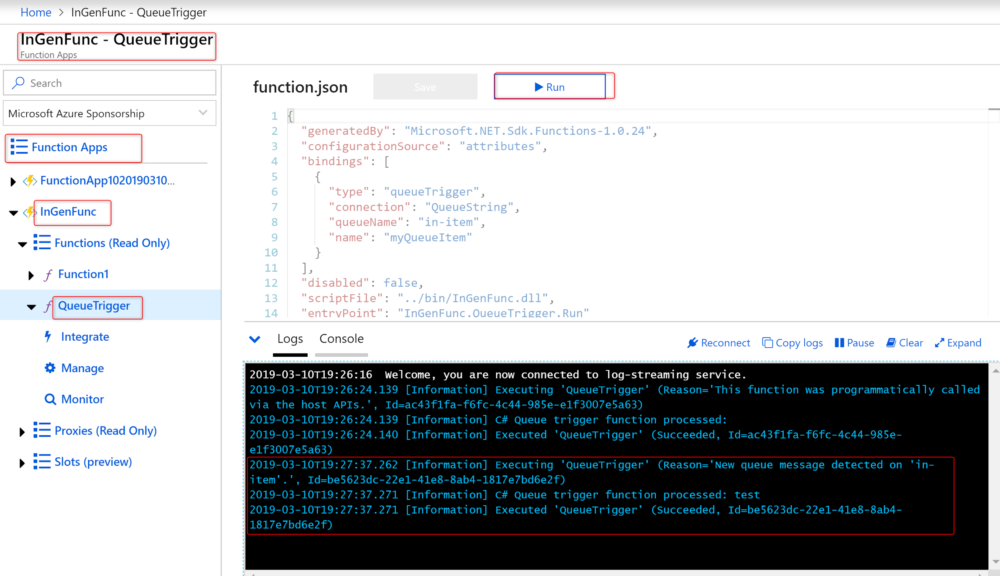 Home > InGenFunc - QueueTrigger
InGenFunc - QueueTrigger
Function Apps
Search
Microsoft Azure Sponsorship
Function Apps
FunctionApp1020190310...
InGenFunc
Functions (Read Only)
f Function1
f QueueTrigger
Integrate
Manage
Monitor
Proxies (Read Only)
Slots (preview)
function.json
Save
Run
1 {
2 "generatedBy": "Microsoft.NET.Sdk.Functions-1.0.24",
3 "configurationSource": "attributes",
4 "bindings": [
5 {
6 "type": "queueTrigger",
7 "connection": "QueueString",
8 "queueName": "in-item",
9 "name": "myQueueItem"
10 }
11 ],
12 "disabled": false,
13 "scriptFile": "../bin/InGenFunc.dll",
14 "entryPoint": "InGenFunc.QueueTrigger.Run"
Logs Console
Reconnect Copy logs Pause Clear Expand
2019-03-10T19:26:16 Welcome, you are now connected to log-streaming service.
2019-03-10T19:26:24.139 [Information] Executing 'QueueTrigger' (Reason='This function was programmatically called
via the host APIs.', Id=ac43f1fa-f6fc-4c44-985e-e1f3007e5a63)
2019-03-10T19:26:24.139 [Information] C# Queue trigger function processed:
2019-03-10T19:26:24.140 [Information] Executed 'QueueTrigger' (Succeeded, Id=ac43f1fa-f6fc-4c44-985e-
e1f3007e5a63)
2019-03-10T19:27:37.262 [Information] Executing 'QueueTrigger' (Reason='New queue message detected on 'in-
item'.', Id=be5623dc-22e1-41e8-8ab4-1817e7bd6e2f)
2019-03-10T19:27:37.271 [Information] C# Queue trigger function processed: test
2019-03-10T19:27:37.271 [Information] Executed 'QueueTrigger' (Succeeded, Id=be5623dc-22e1-41e8-8ab4-
1817e7bd6e2f)